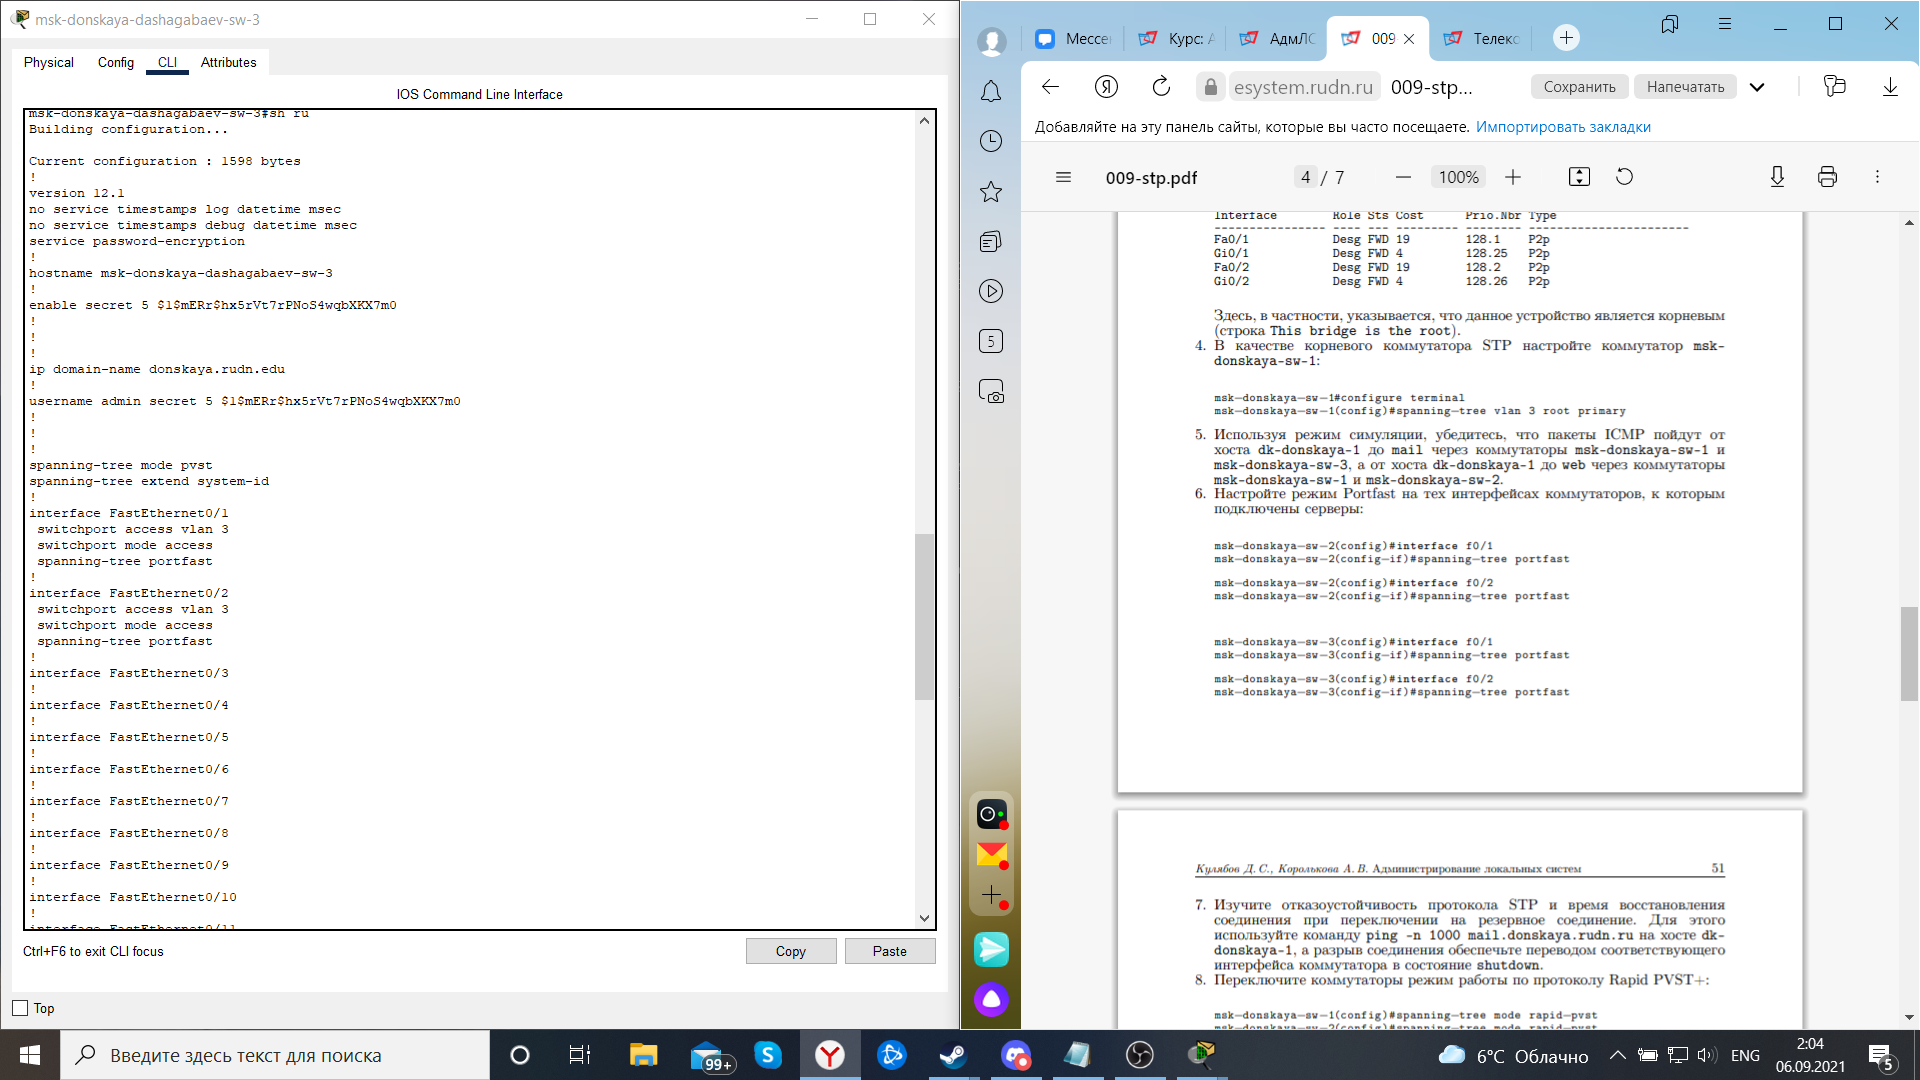 msk-donskaya-dashagabaev-sw-3
Physical Config CLI Attributes
IOS Command Line Interface
msk-donskaya-dashagabaev-sw-3#sh ru
Building configuration...
Current configuration : 1598 bytes
!
version 12.1
no service timestamps log datetime msec
no service timestamps debug datetime msec
service password-encryption
!
hostname msk-donskaya-dashagabaev-sw-3
!
enable secret 5 $1$mERr$hx5rVt7rPNoS4wqbXKX7m0
!
!
!
ip domain-name donskaya.rudn.edu
!
username admin secret 5 $1$mERr$hx5rVt7rPNoS4wqbXKX7m0
!
!
!
spanning-tree mode pvst
spanning-tree extend system-id
!
interface FastEthernet0/1
switchport access vlan 3
switchport mode access
spanning-tree portfast
!
interface FastEthernet0/2
switchport access vlan 3
switchport mode access
spanning-tree portfast
!
interface FastEthernet0/3
!
interface FastEthernet0/4
!
interface FastEthernet0/5
!
interface FastEthernet0/6
!
interface FastEthernet0/7
!
interface FastEthernet0/8
!
interface FastEthernet0/9
!
interface FastEthernet0/10
!
interface FastEthernet0/11
Ctrl+F6 to exit CLI focus
Copy Paste
Top
Мессен Курс: А АдмЛС 009 Телеко
esystem.rudn.ru 009-stp... Сохранить Напечатать
Добавляйте на эту панель сайты, которые вы часто посещаете. Импортировать закладки
009-stp.pdf 4 / 7 100%
5
Interface Role Sts Cost Prio.Nbr Type
---------------- ---- --- --------- -------- --------------------------------
Fa0/1 Desg FWD 19 128.1 P2p
Gi0/1 Desg FWD 4 128.25 P2p
Fa0/2 Desg FWD 19 128.2 P2p
Gi0/2 Desg FWD 4 128.26 P2p
Здесь, в частности, указывается, что данное устройство является корневым
(строка This bridge is the root).
4. В качестве корневого коммутатора STP настройте коммутатор msk-
donskaya-sw-1:
msk-donskaya-sw-1#configure terminal
msk-donskaya-sw-1(config)#spanning-tree vlan 3 root primary
5. Используя режим симуляции, убедитесь, что пакеты ICMP пойдут от
хоста dk-donskaya-1 до mail через коммутаторы msk-donskaya-sw-1 и
msk-donskaya-sw-3, а от хоста dk-donskaya-1 до web через коммутаторы
msk-donskaya-sw-1 и msk-donskaya-sw-2.
6. Настройте режим Portfast на тех интерфейсах коммутаторов, к которым
подключены серверы:
msk-donskaya-sw-2(config)#interface f0/1
msk-donskaya-sw-2(config-if)#spanning-tree portfast
msk-donskaya-sw-2(config)#interface f0/2
msk-donskaya-sw-2(config-if)#spanning-tree portfast
msk-donskaya-sw-3(config)#interface f0/1
msk-donskaya-sw-3(config-if)#spanning-tree portfast
msk-donskaya-sw-3(config)#interface f0/2
msk-donskaya-sw-3(config-if)#spanning-tree portfast
Кулябов Д. С., Королькова А. В. Администрирование локальных систем 51
7. Изучите отказоустойчивость протокола STP и время восстановления
соединения при переключении на резервное соединение. Для этого
используйте команду ping -n 1000 mail.donskaya.rudn.ru на хосте dk-
donskaya-1, а разрыв соединения обеспечьте переводом соответствующего
интерфейса коммутатора в состояние shutdown.
8. Переключите коммутаторы режим работы по протоколу Rapid PVST+:
msk-donskaya-sw-1(config)#spanning-tree mode rapid-pvst
msk-donskaya-sw-2(config)#spanning-tree mode rapid-pvst
Введите здесь текст для поиска
99+
6°C Облачно
ENG
2:04
06.09.2021
5